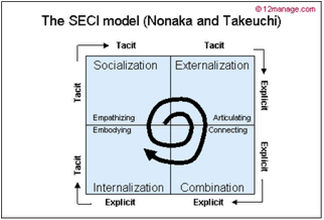 © 12manage.com
The SECI model (Nonaka and Takeuchi)
Tacit Tacit
Socialization Externalization
Tacit Explicit
Empathizing Articulating
Embodying Connecting
Tacit Explicit
Internalization Combination
Explicit Explicit